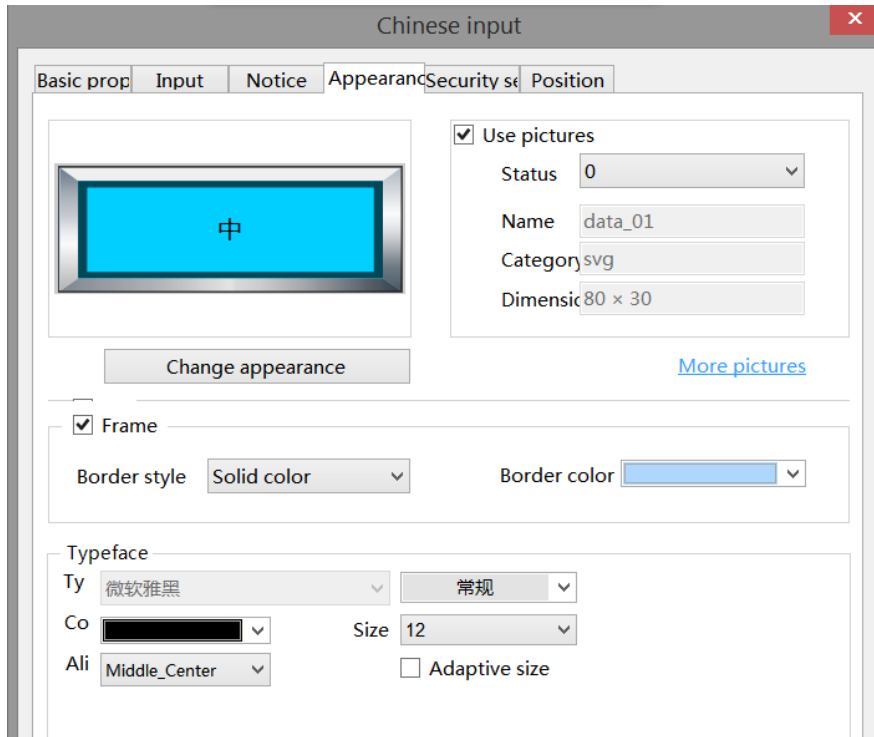 Chinese input
Basic prop Input Notice Appearanc Security se Position
Use pictures
Status 0
中
Name data_01
Category svg
Dimensic 80 × 30
Change appearance
More pictures
Frame
Border style Solid color Border color
Typeface
Ty 微软雅黑 常规
Co Size 12
Ali Middle_Center Adaptive size